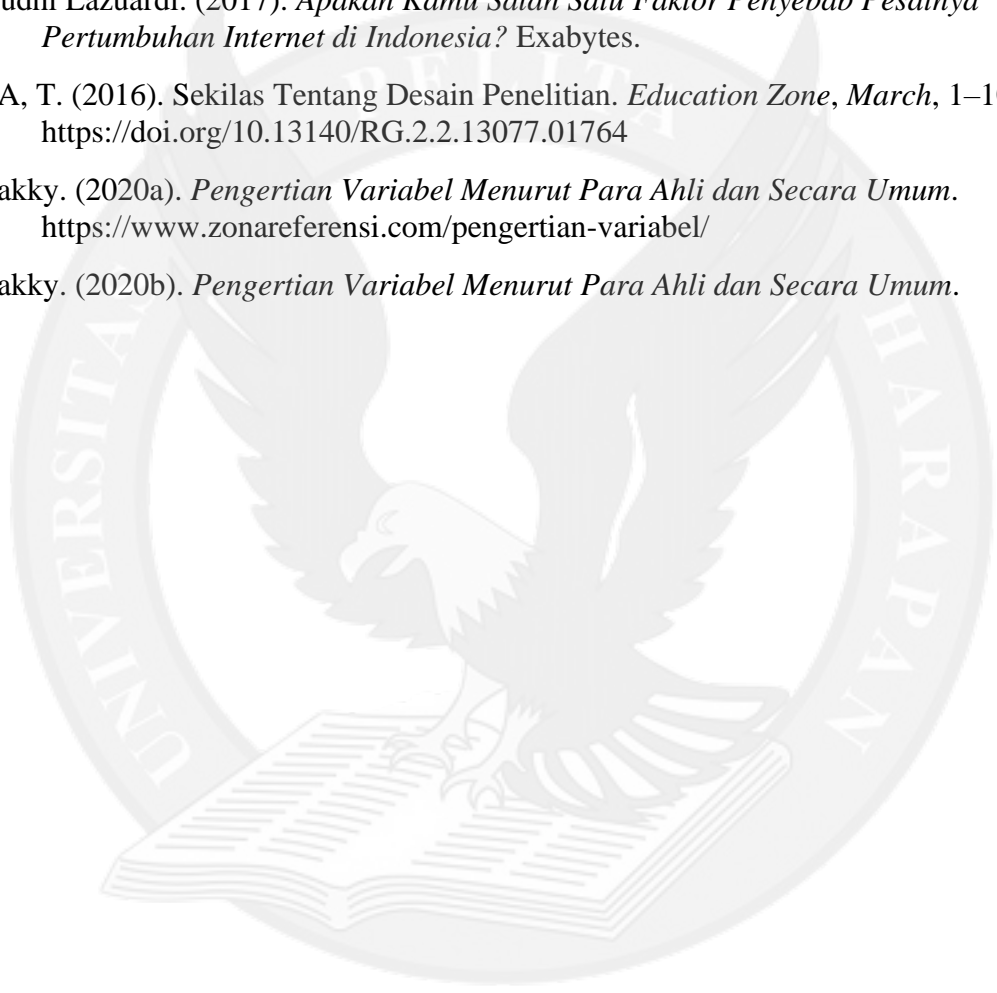 udhi Lazuardi. (2017). Apakah Kamu Salah Satu Faktor Penyebab Pesatnya
Pertumbuhan Internet di Indonesia? Exabytes.
A, T. (2016). Sekilas Tentang Desain Penelitian. Education Zone, March, 1–1
https://doi.org/10.13140/RG.2.2.13077.01764
akky. (2020a). Pengertian Variabel Menurut Para Ahli dan Secara Umum.
https://www.zonareferensi.com/pengertian-variabel/
akky. (2020b). Pengertian Variabel Menurut Para Ahli dan Secara Umum.
UNIVERSITAS PELITA HARAPAN